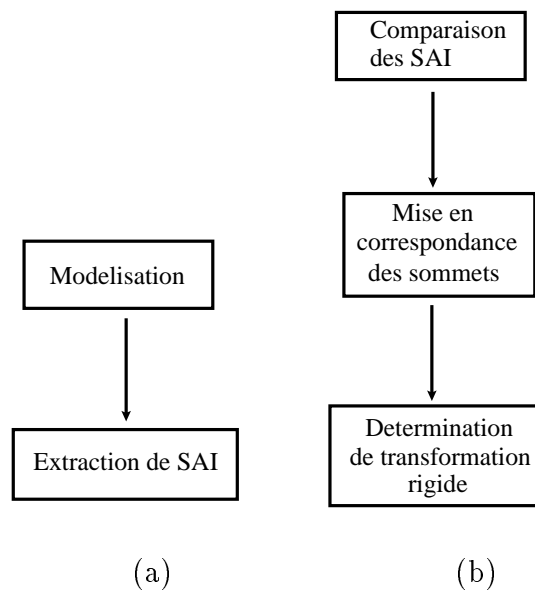 Modelisation
Extraction de SAI
(a)
Comparaison
des SAI
Mise en
correspondance
des sommets
Determination
de transformation
rigide
(b)